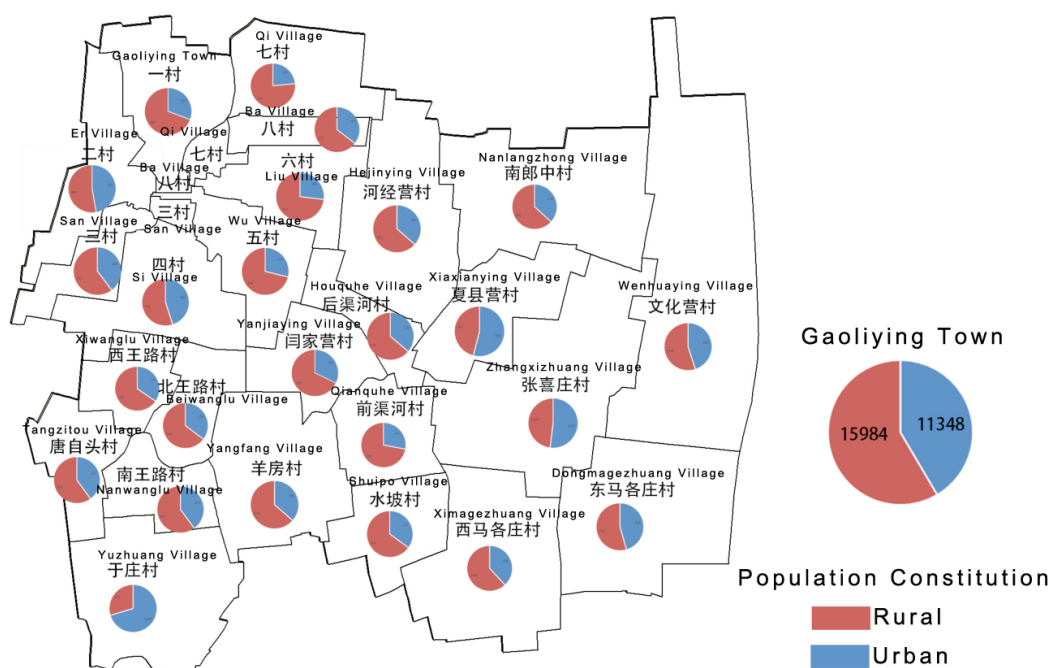 Qi Village
七村
Gaoliying Town
一村
Ba Village
八村
Er Village
二村
Qi Village
七村
六村
Liu Village
Hejinying Village
河经营村
Nanlangzhong Village
南郎中村
Ba Village
八村
三村
San Village
San Village
三村
Wu Village
五村
四村
Si Village
Houquhe Village
后渠河村
Xiaxianying Village
夏县营村
Wenhuaying Village
文化营村
Yanjiaying Village
闫家营村
Xiwanglu Village
西王路村
北王路村
Beiwanglu Village
Zhangxizhuang Village
张喜庄村
Qianquhe Village
前渠河村
Tangzitou Village
唐自头村
Yangfang Village
羊房村
南王路村
Nanwanglu Village
Shuipo Village
水坡村
Dongmagezhuang Village
东马各庄村
Ximagezhuang Village
西马各庄村
Yuzhuang Village
于庄村
Gaoliying Town
15984
11348
Population Constitution
Rural
Urban